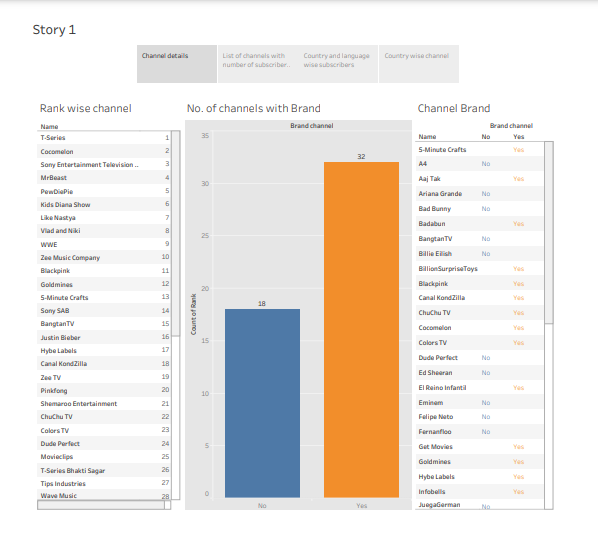 Story 1
Channel details
List of channels with
number of subscriber..
Country and language
wise subscribers
Country wise channel
Rank wise channel
Name
T-Series 1
Cocomelon 2
Sony Entertainment Television .. 3
MrBeast 4
PewDiePie 5
Kids Diana Show 6
Like Nastya 7
Vlad and Niki 8
WWE 9
Zee Music Company 10
Blackpink 11
Goldmines 12
5-Minute Crafts 13
Sony SAB 14
BangtanTV 15
Justin Bieber 16
Hybe Labels 17
Canal KondZilla 18
Zee TV 19
Pinkfong 20
Shemaroo Entertainment 21
ChuChu TV 22
Colors TV 23
Dude Perfect 24
Movieclips 25
T-Series Bhakti Sagar 26
Tips Industries 27
Wave Music 28
No. of channels with Brand
Brand channel
Count of Rank
35
30
25
20
15
10
5
0
18
32
No
Yes
Channel Brand
Brand channel
Name No Yes
5-Minute Crafts Yes
A4 No
Aaj Tak Yes
Ariana Grande No
Bad Bunny No
Badabun Yes
BangtanTV No
Billie Eilish No
BillionSurpriseToys Yes
Blackpink Yes
Canal KondZilla Yes
ChuChu TV Yes
Cocomelon Yes
Colors TV Yes
Dude Perfect No
Ed Sheeran No
El Reino Infantil Yes
Eminem No
Felipe Neto No
Fernanfloo No
Get Movies Yes
Goldmines Yes
Hybe Labels Yes
Infobells Yes
JuegaGerman No